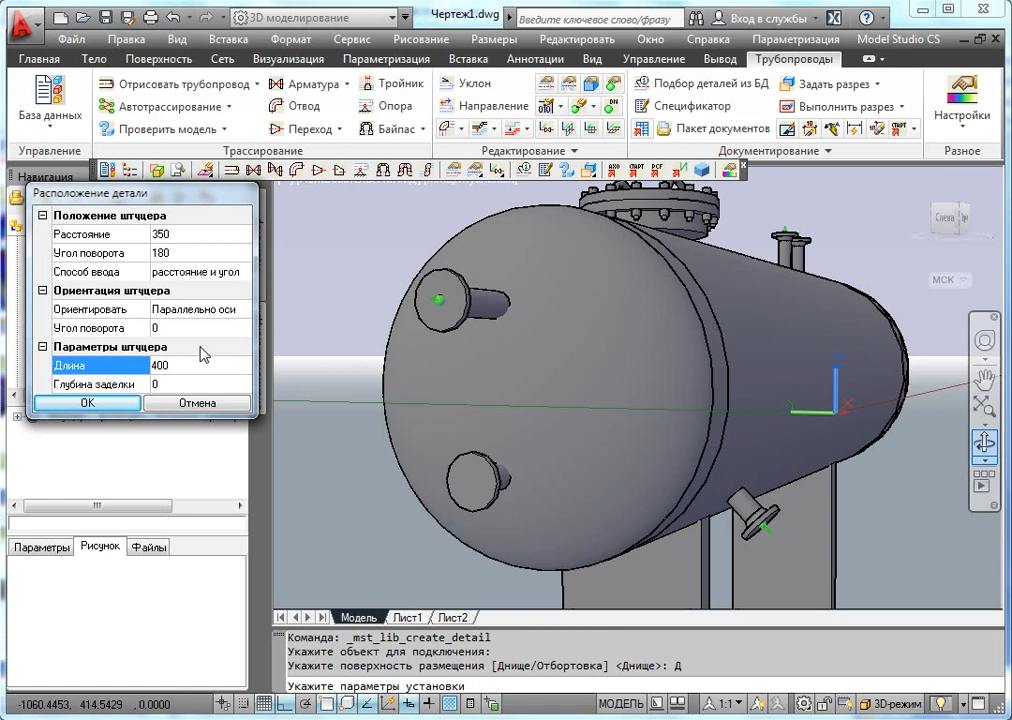 3D моделирование
Чертеж1.dwg
Введите ключевое слово/фразу
Вход в службы
Файл Правка Вид Вставка Формат Сервис Рисование Размеры Редактировать Окно Справка Параметризация Model Studio CS
Главная Тело Поверхность Сеть Визуализация Параметризация Вставка Аннотации Вид Управление Вывод Трубопроводы
База данных
Управление
Отрисовать трубопровод Арматура Тройник
Автотрассирование Отвод Опора
Проверить модель Переход Байпас
Трассирование
Уклон
Направление
Редактирование
Подбор деталей из БД Задать разрез
Спецификатор Выполнить разрез
Пакет документов
Документирование
Настройки
Разное
Навигация
Расположение детали
Положение штуцера
Расстояние 350
Угол поворота 180
Способ ввода расстояние и угол
Ориентация штуцера
Ориентировать Параллельно оси
Угол поворота 0
Параметры штуцера
Длина 400
Глубина заделки 0
OK Отмена
Параметры Рисунок Файлы
Слева
МСК
Z
Y
X
Модель Лист1 Лист2
Команда: _mst_lib_create_detail
Укажите объект для подключения:
Укажите поверхность размещения [Днище/Отбортовка] <Днище>: Д
Укажите параметры установки
-1060.4453, 414.5429 , 0.0000
МОДЕЛЬ
1:1
3D-режим